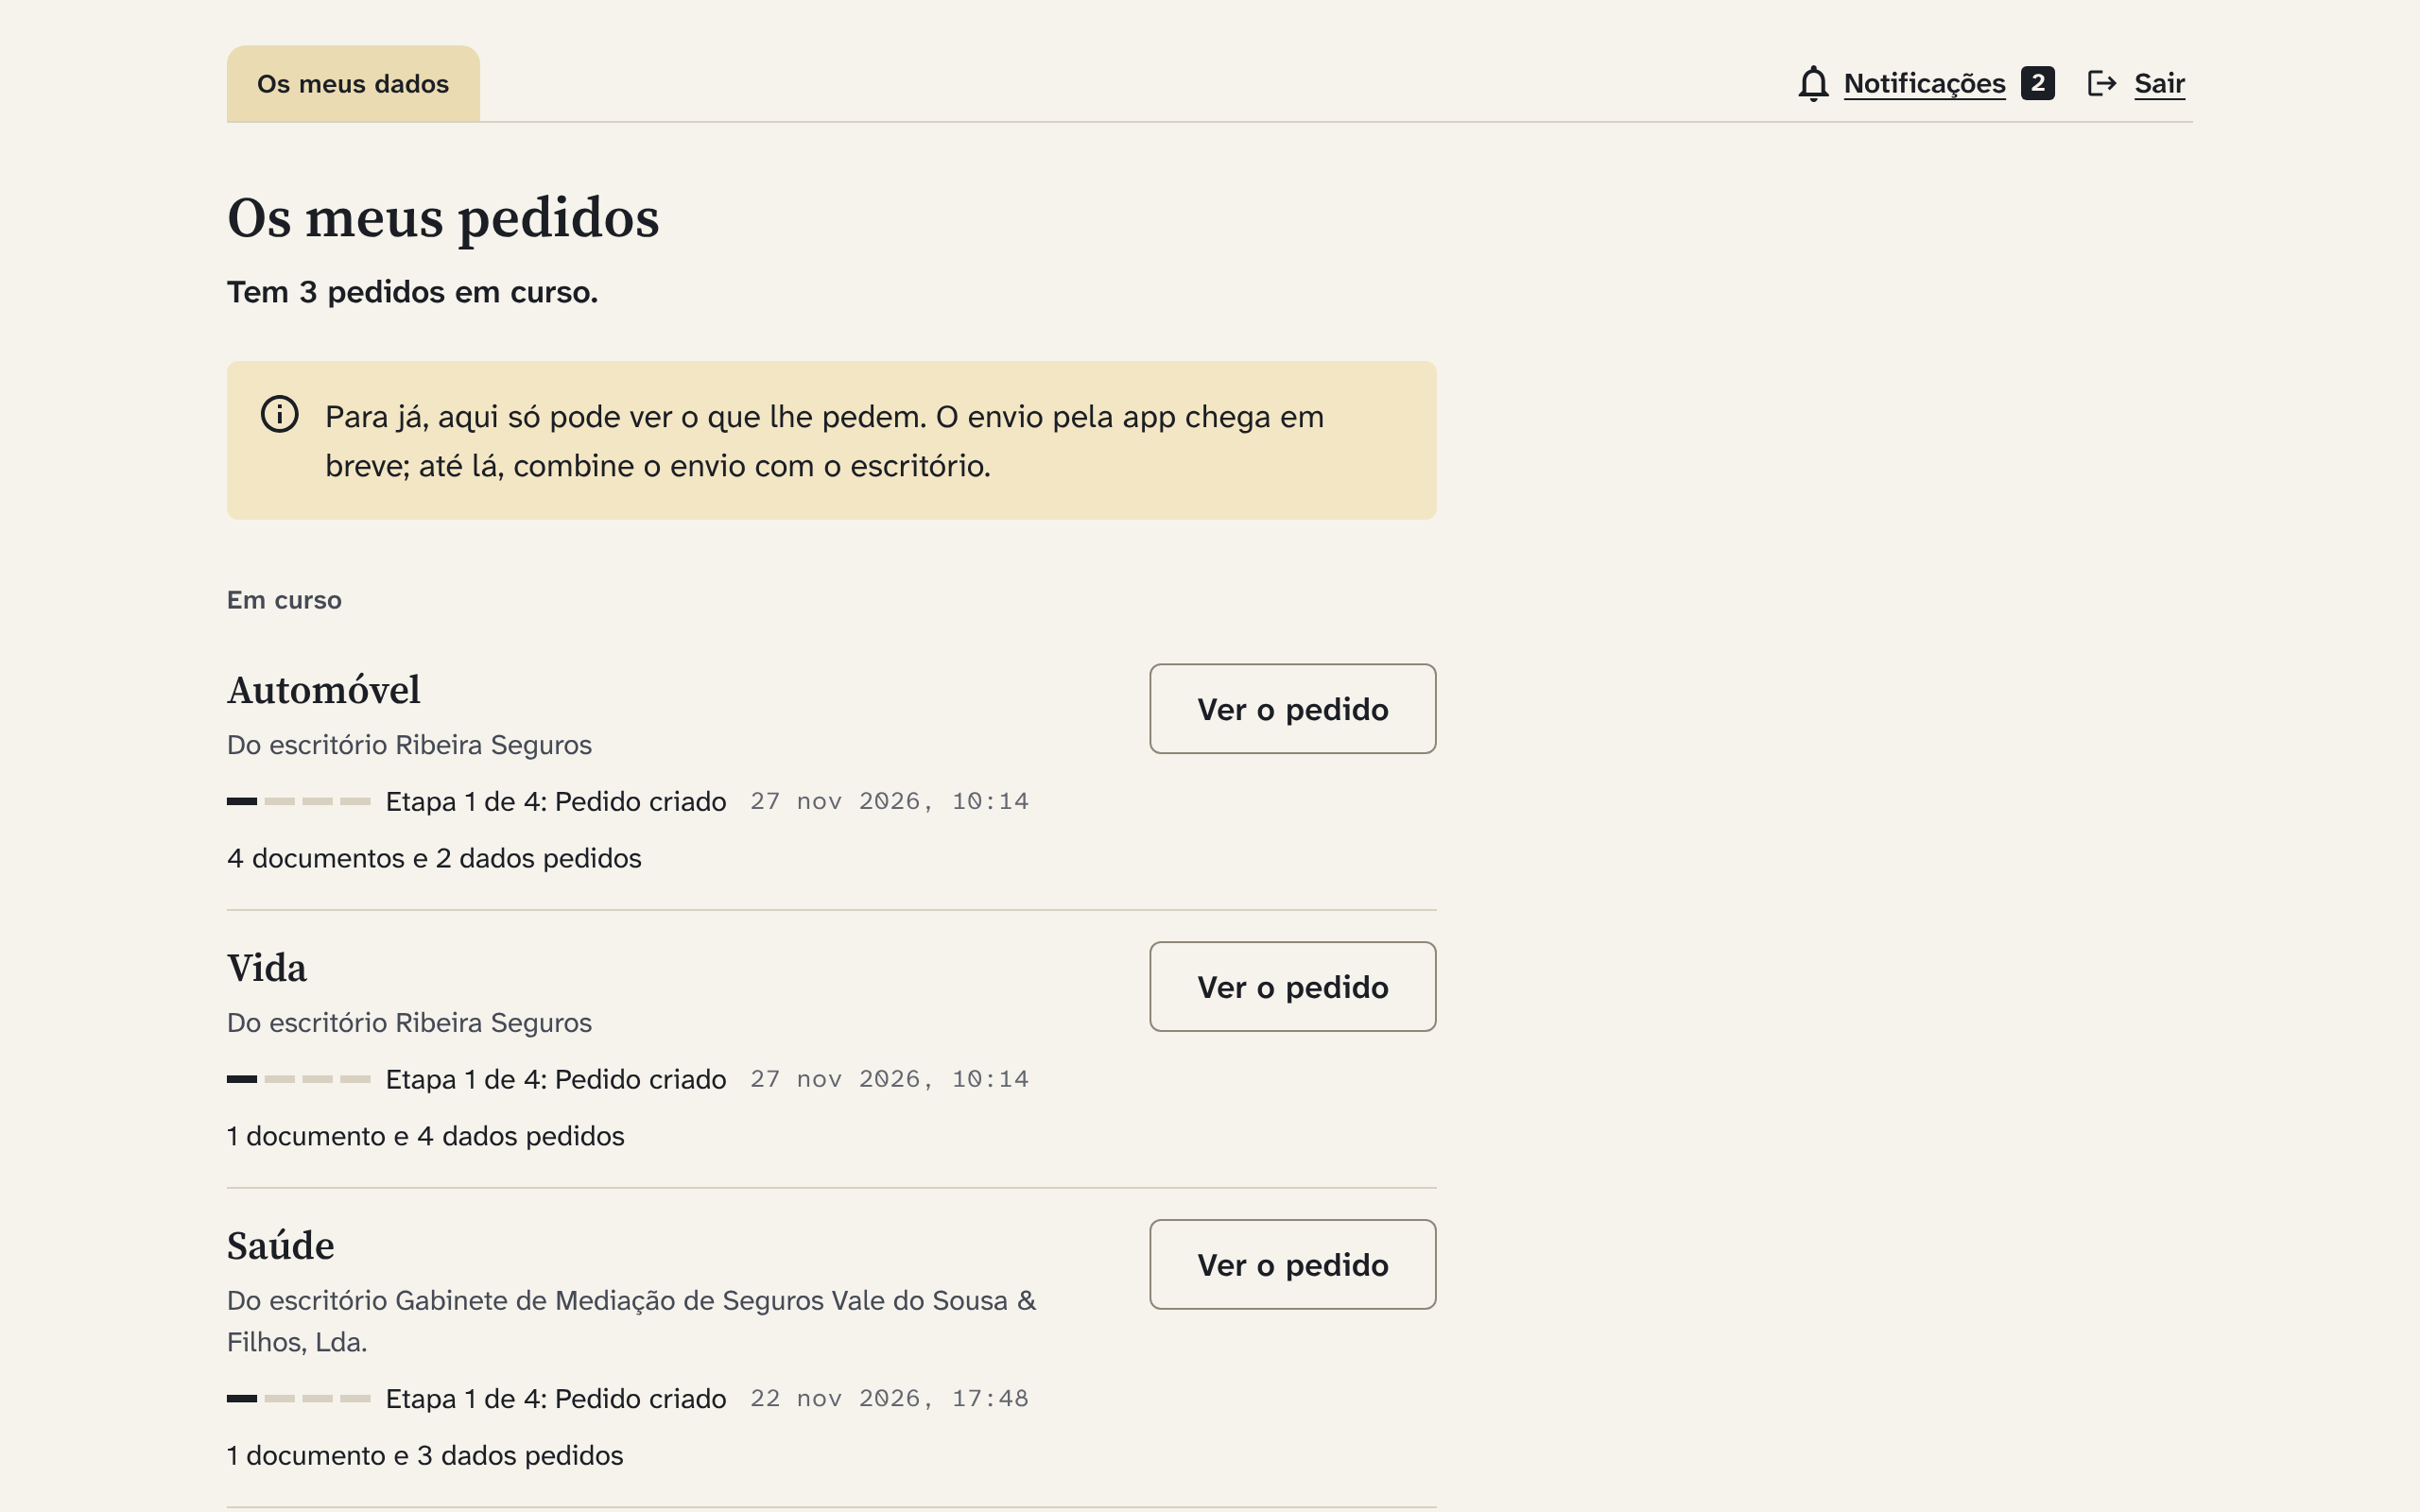 Os meus dados
Notificações 2 Sair
Os meus pedidos
Tem 3 pedidos em curso.
Para já, aqui só pode ver o que lhe pedem. O envio pela app chega em
breve; até lá, combine o envio com o escritório.
Em curso
Automóvel
Ver o pedido
Do escritório Ribeira Seguros
Etapa 1 de 4: Pedido criado 27 nov 2026, 10:14
4 documentos e 2 dados pedidos
Vida
Ver o pedido
Do escritório Ribeira Seguros
Etapa 1 de 4: Pedido criado 27 nov 2026, 10:14
1 documento e 4 dados pedidos
Saúde
Ver o pedido
Do escritório Gabinete de Mediação de Seguros Vale do Sousa &
Filhos, Lda.
Etapa 1 de 4: Pedido criado 22 nov 2026, 17:48
1 documento e 3 dados pedidos